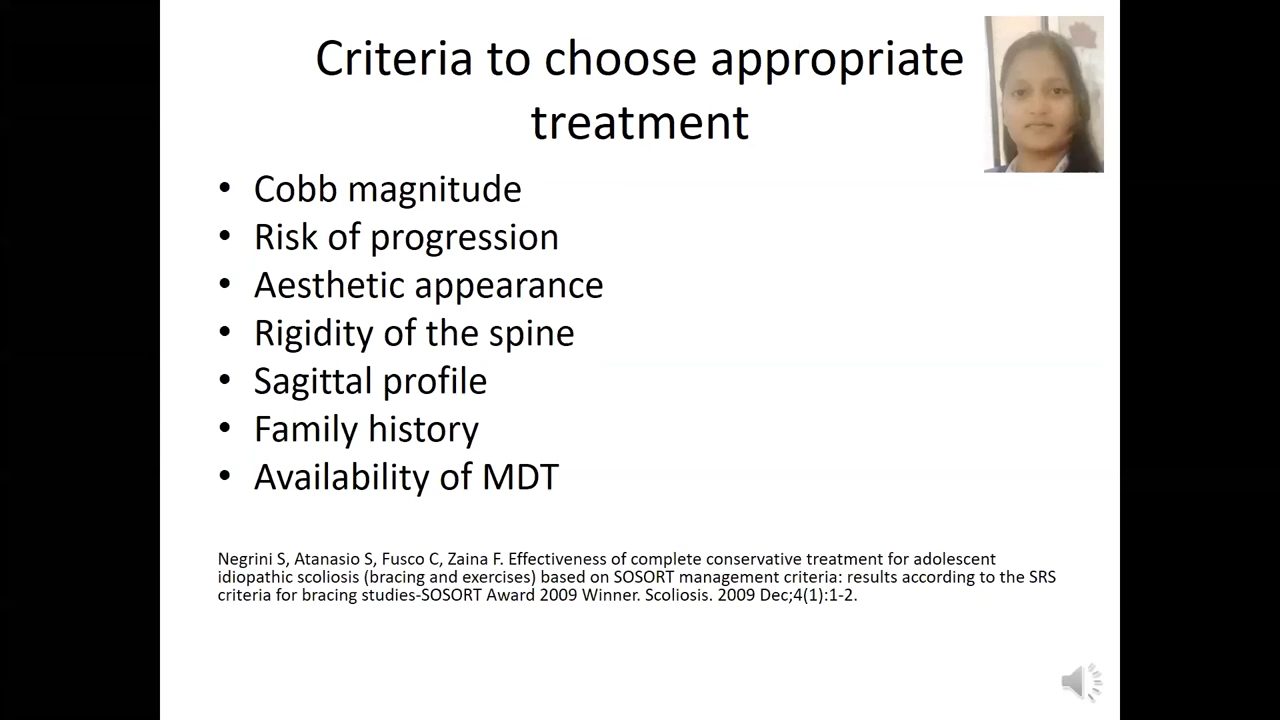 Criteria to choose appropriate
treatment
• Cobb magnitude
• Risk of progression
• Aesthetic appearance
• Rigidity of the spine
• Sagittal profile
• Family history
• Availability of MDT
Negrini S, Atanasio S, Fusco C, Zaina F. Effectiveness of complete conservative treatment for adolescent
idiopathic scoliosis (bracing and exercises) based on SOSORT management criteria: results according to the SRS
criteria for bracing studies-SOSORT Award 2009 Winner. Scoliosis. 2009 Dec;4(1):1-2.